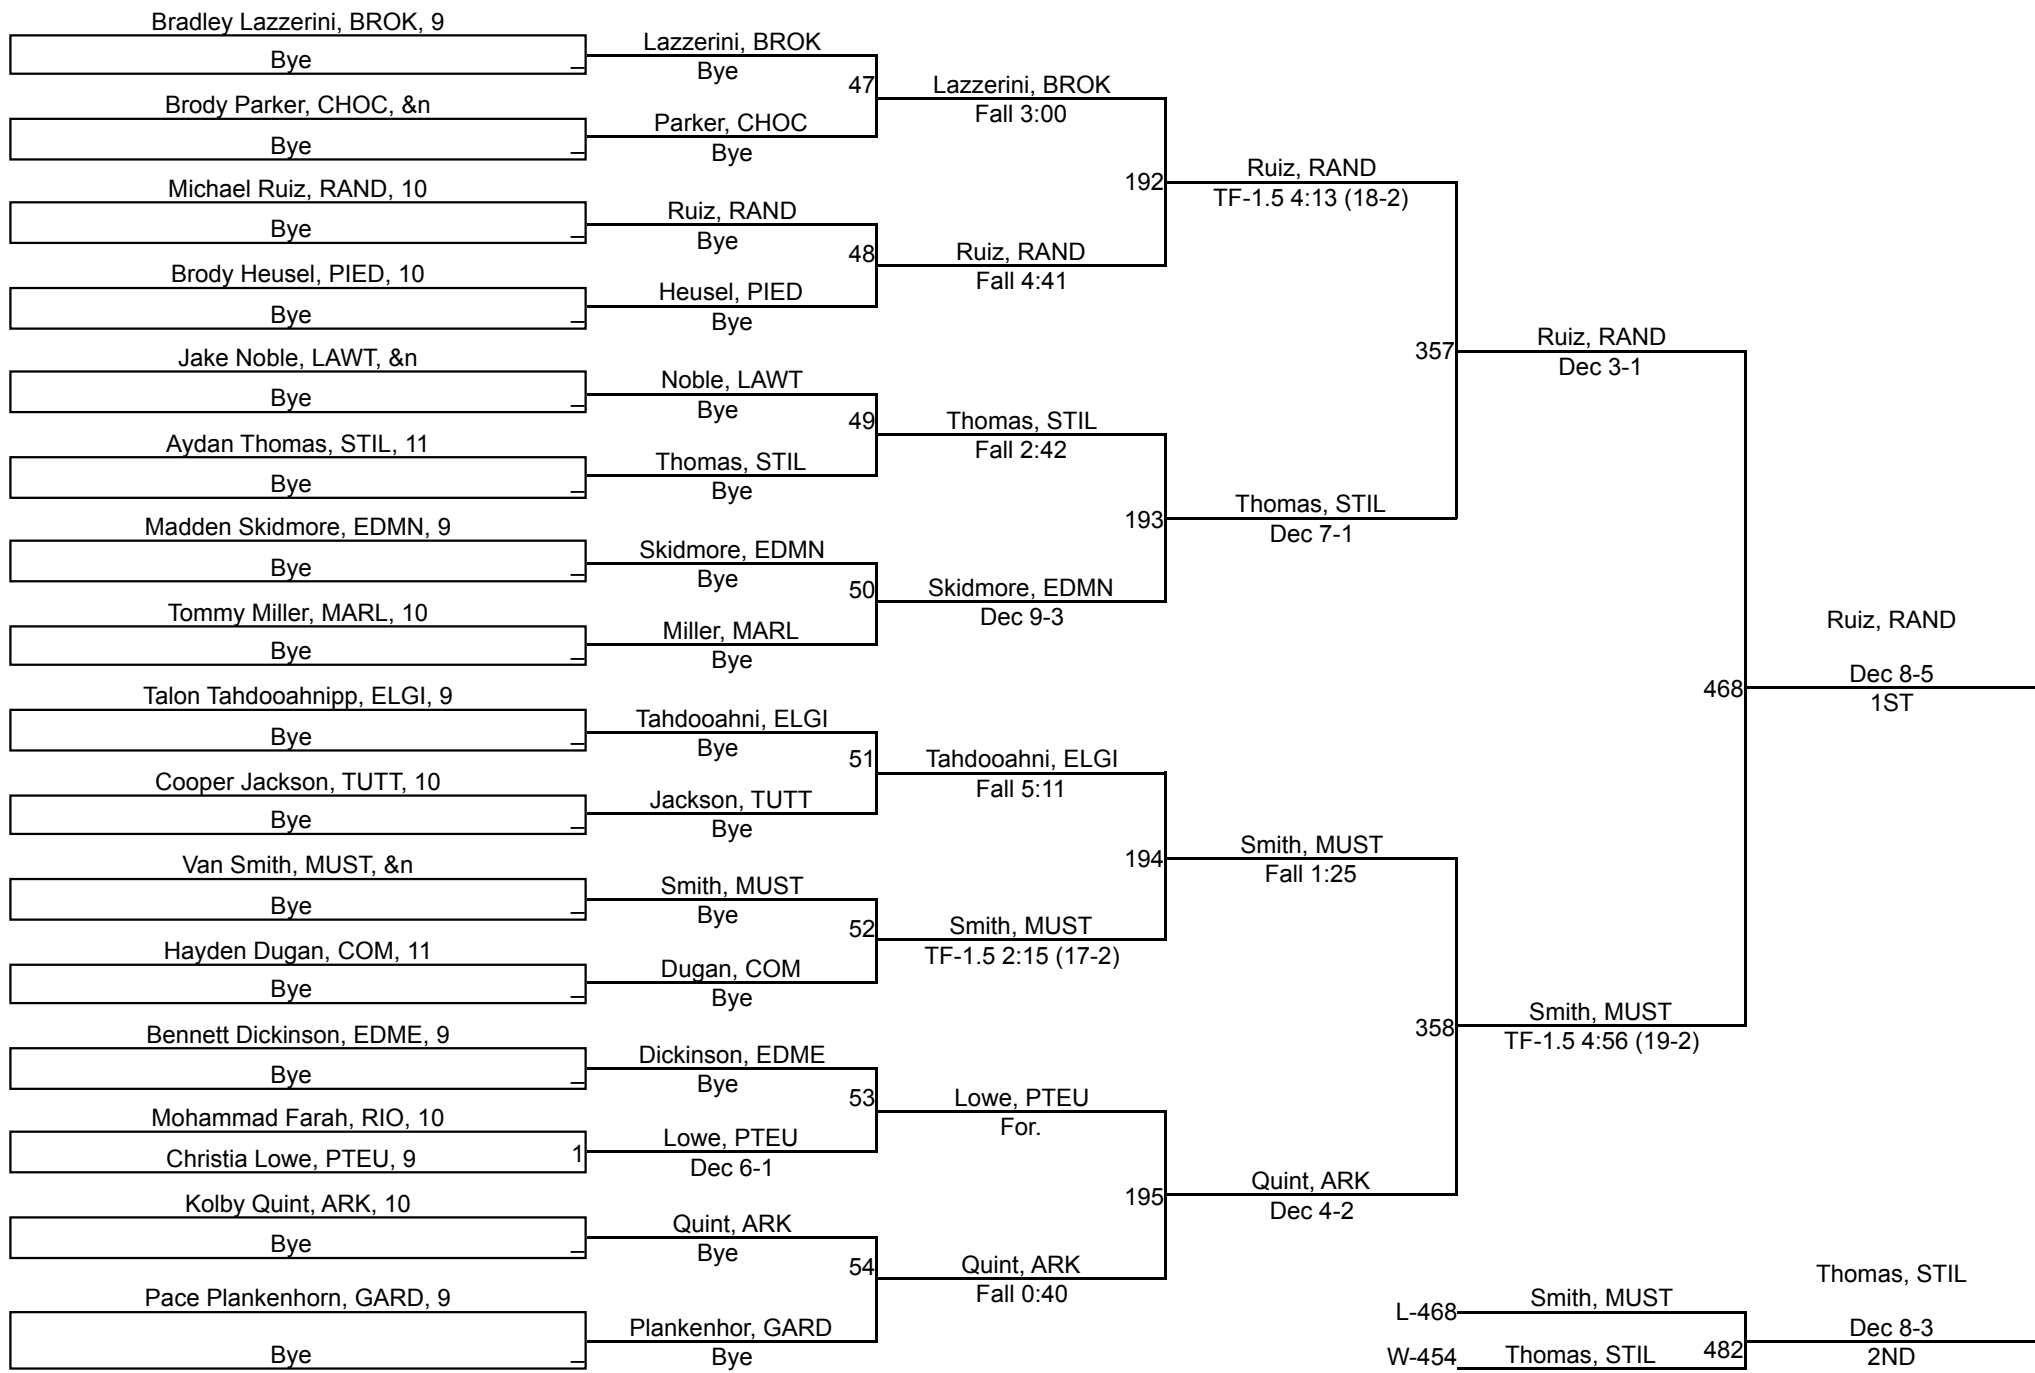 Bradley Lazzerini, BROK, 9
Bye
_
Brody Parker, CHOC, &n
Bye
_
Michael Ruiz, RAND, 10
Bye
_
Brody Heusel, PIED, 10
Bye
_
Jake Noble, LAWT, &n
Bye
_
Aydan Thomas, STIL, 11
Bye
_
Madden Skidmore, EDMN, 9
Bye
_
Tommy Miller, MARL, 10
Bye
_
Talon Tahdooahnipp, ELGI, 9
Bye
_
Cooper Jackson, TUTT, 10
Bye
_
Van Smith, MUST, &n
Bye
_
Hayden Dugan, COM, 11
Bye
_
Bennett Dickinson, EDME, 9
Bye
_
Mohammad Farah, RIO, 10
Christia Lowe, PTEU, 9
1
Kolby Quint, ARK, 10
Bye
_
Pace Plankenhorn, GARD, 9
Bye
_
Lazzerini, BROK
Bye
47
Parker, CHOC
Bye
Ruiz, RAND
Bye
48
Heusel, PIED
Bye
Noble, LAWT
Bye
49
Thomas, STIL
Bye
Skidmore, EDMN
Bye
50
Miller, MARL
Bye
Tahdooahni, ELGI
Bye
51
Jackson, TUTT
Bye
Smith, MUST
Bye
52
Dugan, COM
Bye
Dickinson, EDME
Bye
53
Lowe, PTEU
Dec 6-1
Quint, ARK
Bye
54
Plankenhor, GARD
Bye
Lazzerini, BROK
Fall 3:00
192
Ruiz, RAND
Fall 4:41
Thomas, STIL
Fall 2:42
193
Skidmore, EDMN
Dec 9-3
Tahdooahni, ELGI
Fall 5:11
194
Smith, MUST
TF-1.5 2:15 (17-2)
Lowe, PTEU
For.
195
Quint, ARK
Fall 0:40
Ruiz, RAND
TF-1.5 4:13 (18-2)
357
Thomas, STIL
Dec 7-1
Smith, MUST
Fall 1:25
358
Quint, ARK
Dec 4-2
Ruiz, RAND
Dec 3-1
468
Smith, MUST
TF-1.5 4:56 (19-2)
Ruiz, RAND
Dec 8-5
1ST
L-468
Smith, MUST
W-454
Thomas, STIL
482
Thomas, STIL
Dec 8-3
2ND